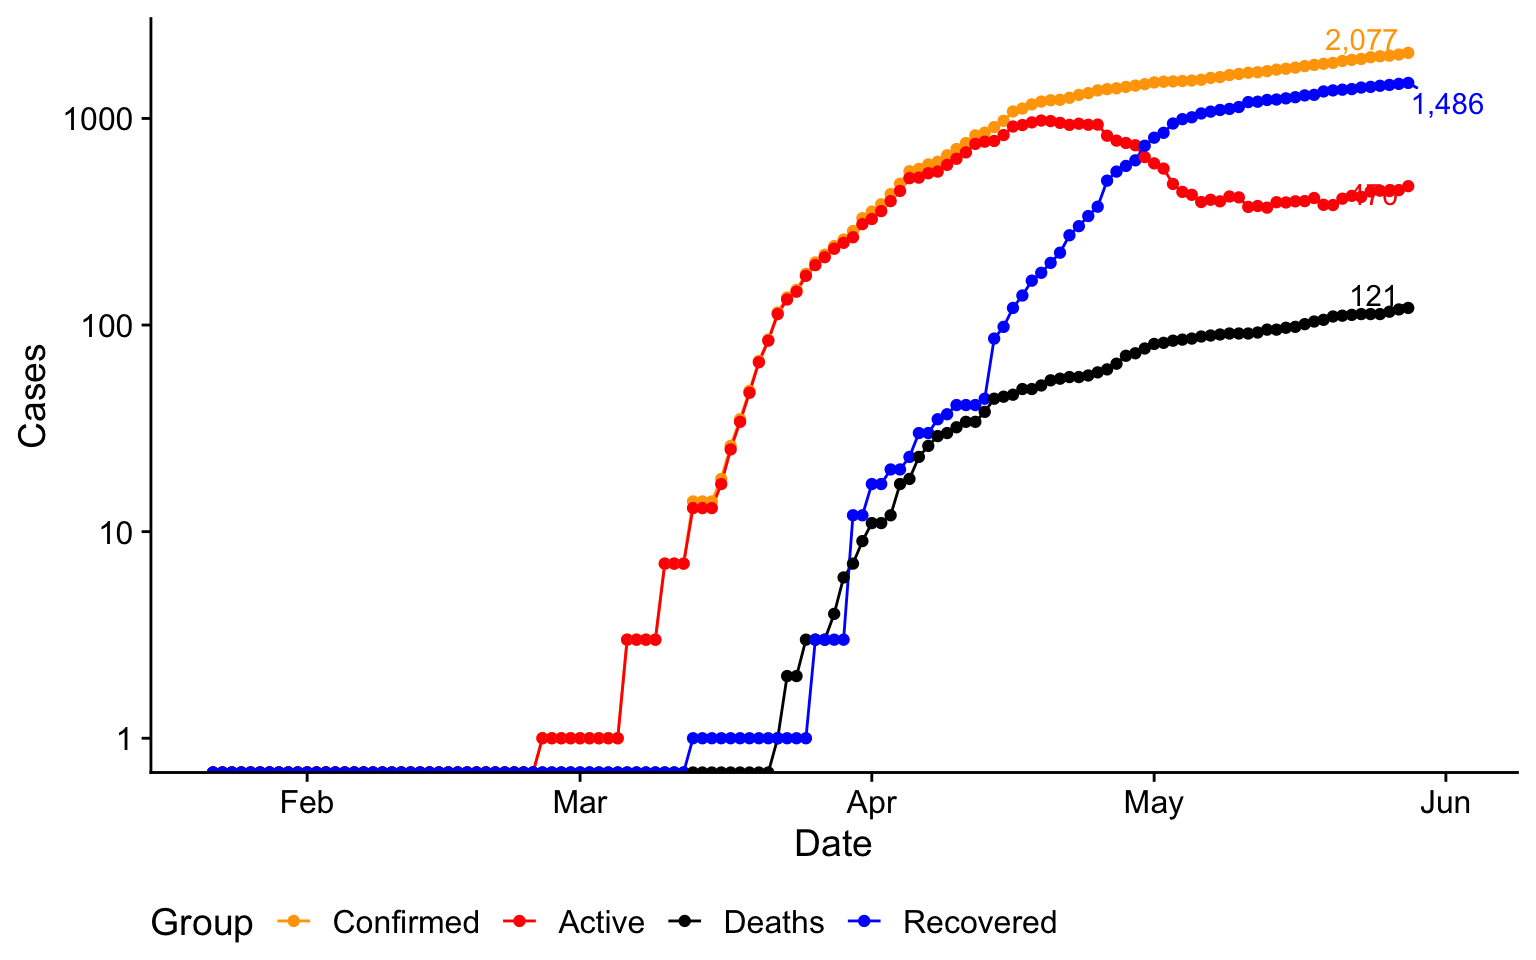 2,077
1000
1,486
470
100
121
Cases
10
1
Feb Mar Apr May Jun
Date
Group Confirmed Active Deaths Recovered